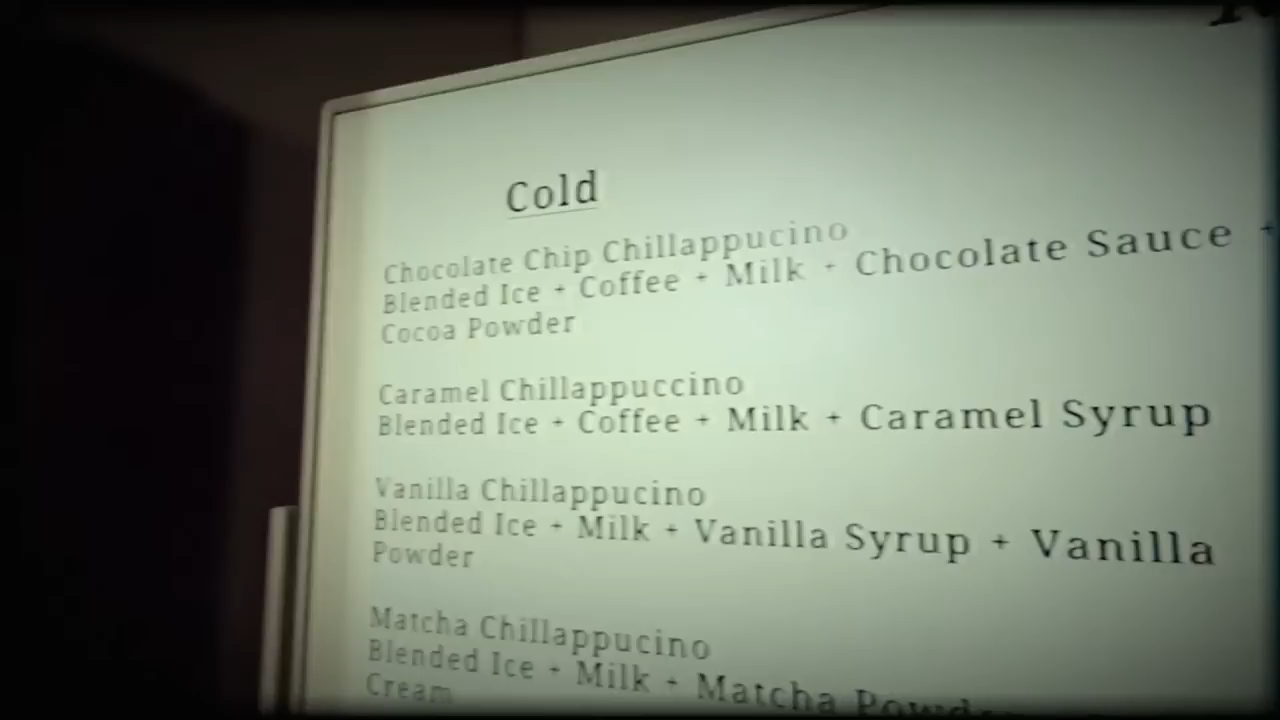 Cold
Chocolate Chip Chillappucino
Blended Ice + Coffee + Milk + Chocolate Sauce +
Cocoa Powder
Caramel Chillappuccino
Blended Ice + Coffee + Milk + Caramel Syrup
Vanilla Chillappucino
Blended Ice + Milk + Vanilla Syrup + Vanilla
Powder
Matcha Chillappucino
Blended Ice + Milk + Matcha Powder
Cream